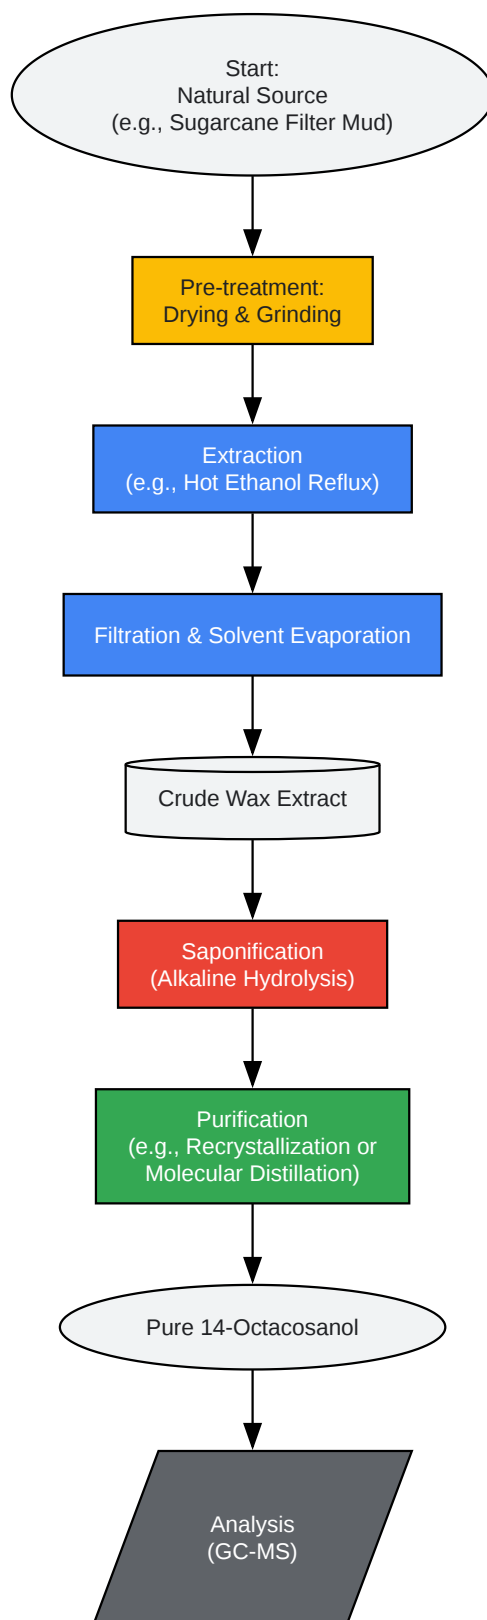 Start:
Natural Source
(e.g., Sugarcane Filter Mud)
Pre-treatment:
Drying & Grinding
Extraction
(e.g., Hot Ethanol Reflux)
Filtration & Solvent Evaporation
Crude Wax Extract
Saponification
(Alkaline Hydrolysis)
Purification
(e.g., Recrystallization or
Molecular Distillation)
Pure 14-Octacosanol
Analysis
(GC-MS)